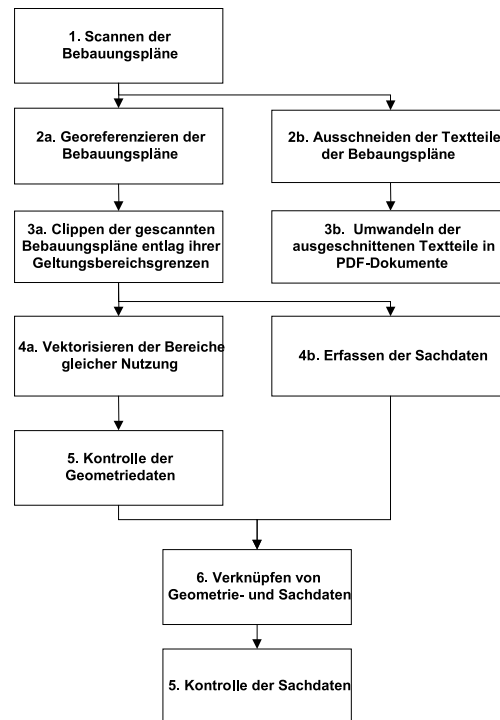 1. Scannen der
Bebauungspläne
2a. Georeferenzieren der
Bebauungspläne
2b. Ausschneiden der Textteile
der Bebaungspläne
3a. Clippen der gescannten
Bebauungspläne entlag ihrer
Geltungsbereichsgrenzen
3b. Umwandeln der
ausgeschnittenen Textteile in
PDF-Dokumente
4a. Vektorisieren der Bereiche
gleicher Nutzung
4b. Erfassen der Sachdaten
5. Kontrolle der
Geometriedaten
6. Verknüpfen von
Geometrie- und Sachdaten
5. Kontrolle der Sachdaten